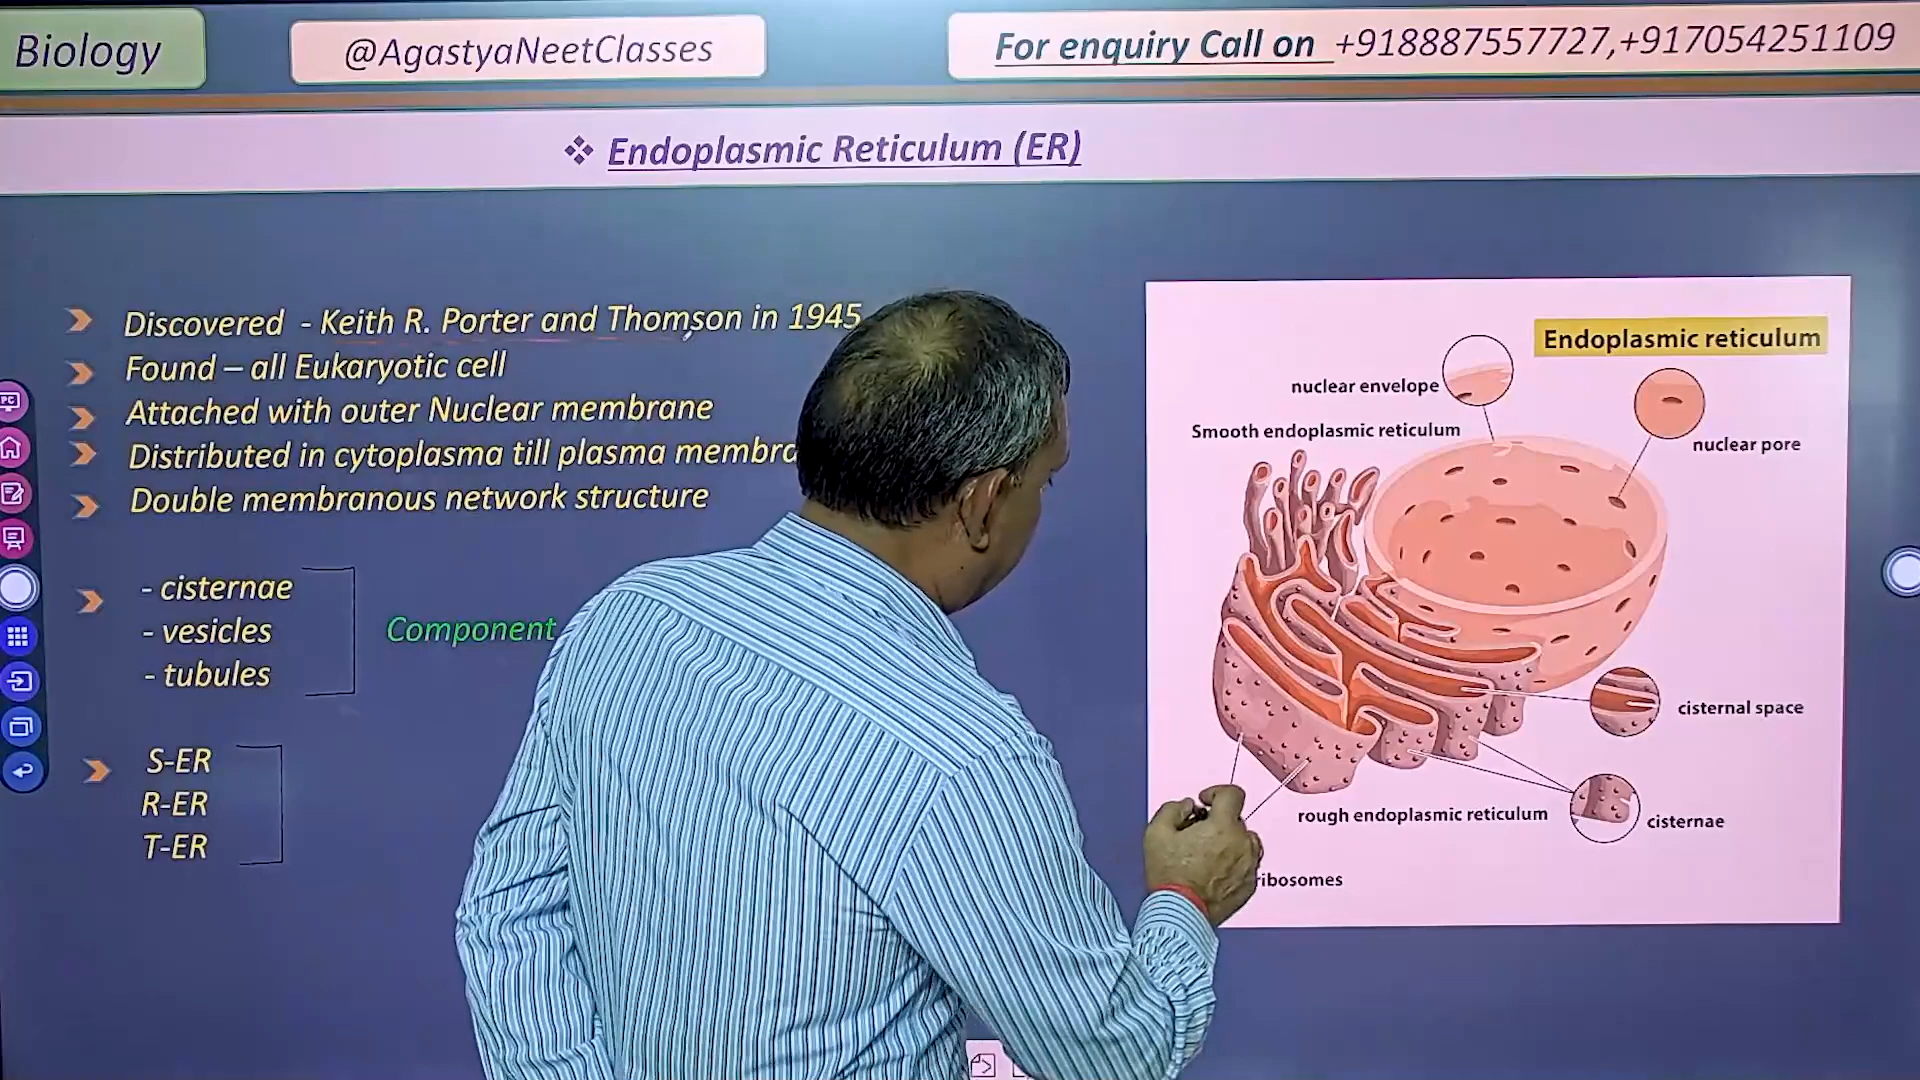 Biology
@AgastyaNeetClasses
For enquiry Call on +918887557727,+917054251109
❖ Endoplasmic Reticulum (ER)
Discovered - Keith R. Porter and Thomson in 1945
Found – all Eukaryotic cell
Attached with outer Nuclear membrane
Distributed in cytoplasma till plasma
Double membranous network structure
- cisternae
- vesicles
- tubules
Component
S-ER
R-ER
T-ER
Endoplasmic reticulum
nuclear envelope
Smooth endoplasmic reticulum
nuclear pore
cisternal space
rough endoplasmic reticulum
cisternae
ribosomes
PC